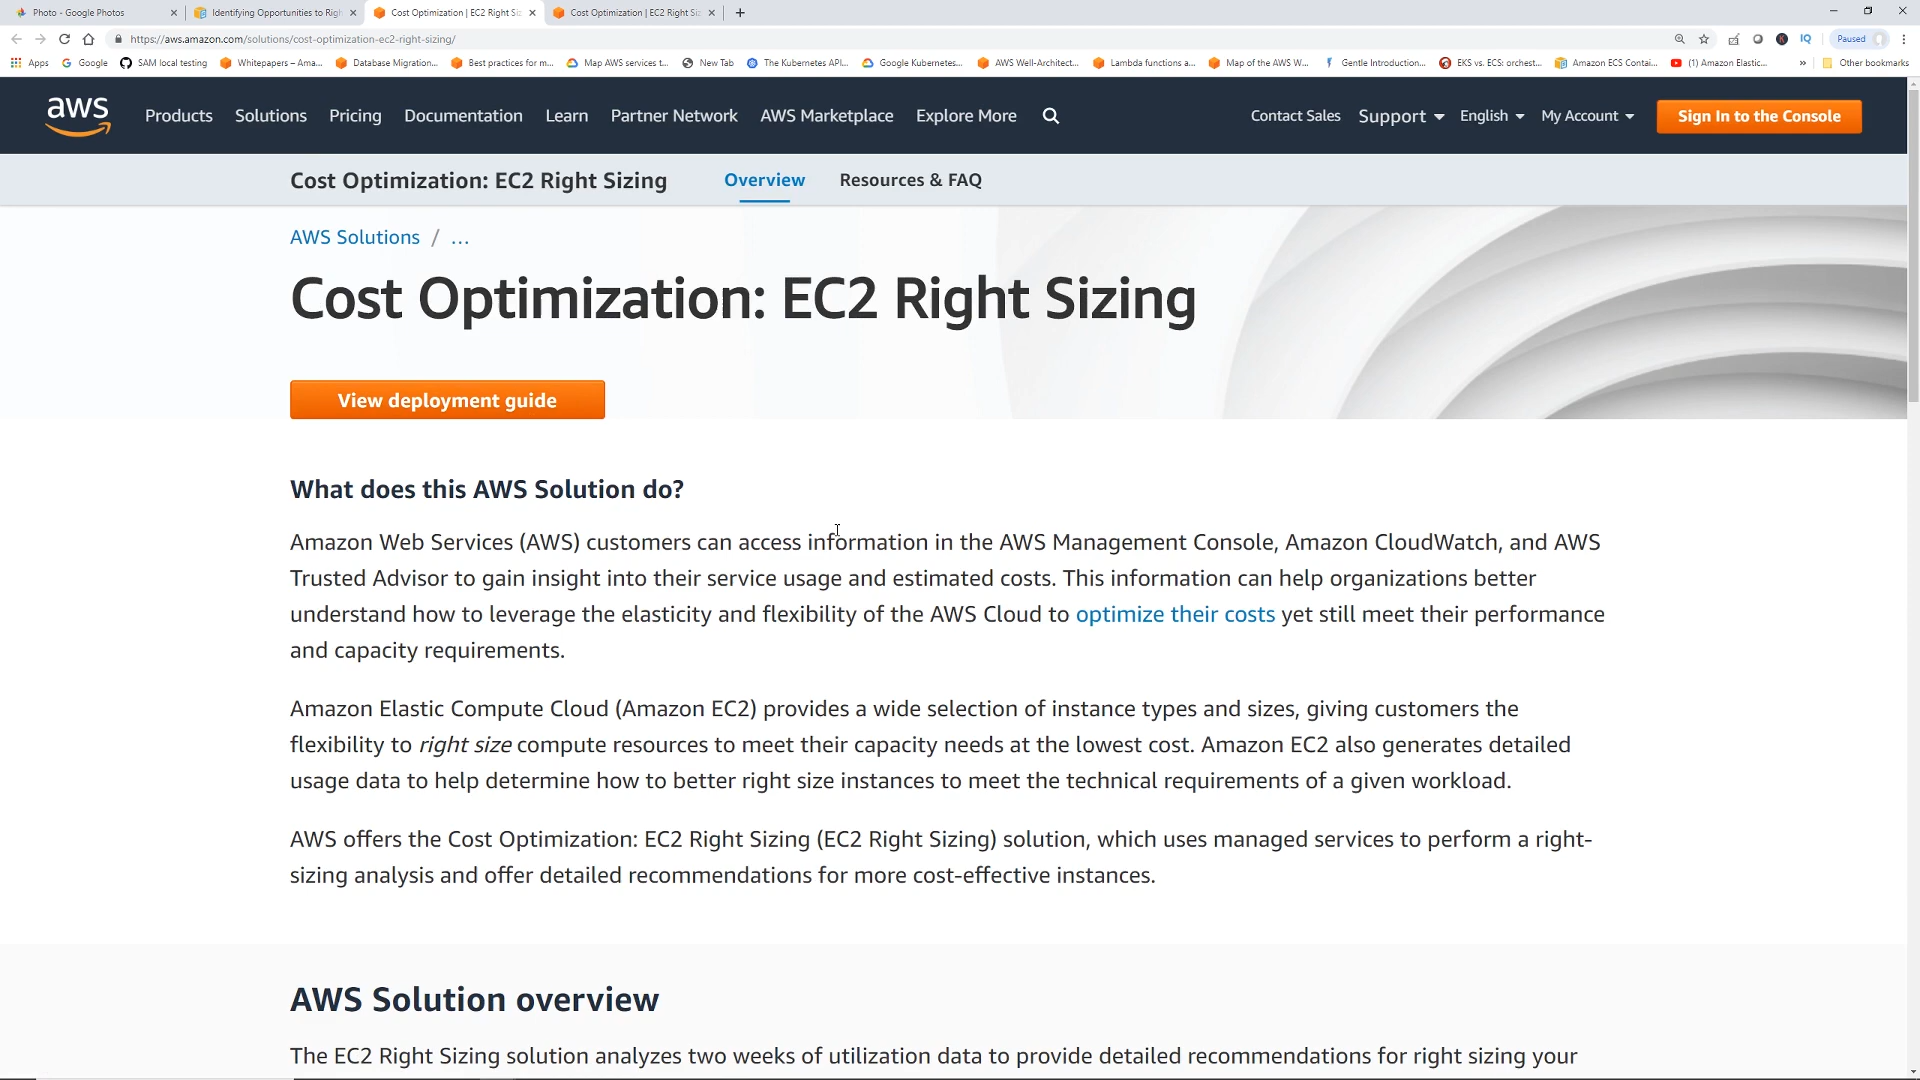 Photo - Google Photos
Identifying Opportunities to Righ
Cost Optimization | EC2 Right Siz
Cost Optimization | EC2 Right Siz
https://aws.amazon.com/solutions/cost-optimization-ec2-right-sizing/
Paused
Apps
Google
SAM local testing
Whitepapers – Ama...
Database Migration...
Best practices for m...
Map AWS services t...
New Tab
The Kubernetes API...
Google Kubernetes...
AWS Well-Architect...
Lambda functions a...
Map of the AWS W...
Gentle Introduction...
EKS vs. ECS: orchest...
Amazon ECS Contai...
(1) Amazon Elastic...
»
Other bookmarks
aws
Products
Solutions
Pricing
Documentation
Learn
Partner Network
AWS Marketplace
Explore More
Contact Sales
Support
English
My Account
Sign In to the Console
Cost Optimization: EC2 Right Sizing
Overview
Resources & FAQ
AWS Solutions / ...
Cost Optimization: EC2 Right Sizing
View deployment guide
What does this AWS Solution do?
Amazon Web Services (AWS) customers can access information in the AWS Management Console, Amazon CloudWatch, and AWS
Trusted Advisor to gain insight into their service usage and estimated costs. This information can help organizations better
understand how to leverage the elasticity and flexibility of the AWS Cloud to optimize their costs yet still meet their performance
and capacity requirements.
Amazon Elastic Compute Cloud (Amazon EC2) provides a wide selection of instance types and sizes, giving customers the
flexibility to right size compute resources to meet their capacity needs at the lowest cost. Amazon EC2 also generates detailed
usage data to help determine how to better right size instances to meet the technical requirements of a given workload.
AWS offers the Cost Optimization: EC2 Right Sizing (EC2 Right Sizing) solution, which uses managed services to perform a right-
sizing analysis and offer detailed recommendations for more cost-effective instances.
AWS Solution overview
The EC2 Right Sizing solution analyzes two weeks of utilization data to provide detailed recommendations for right sizing your